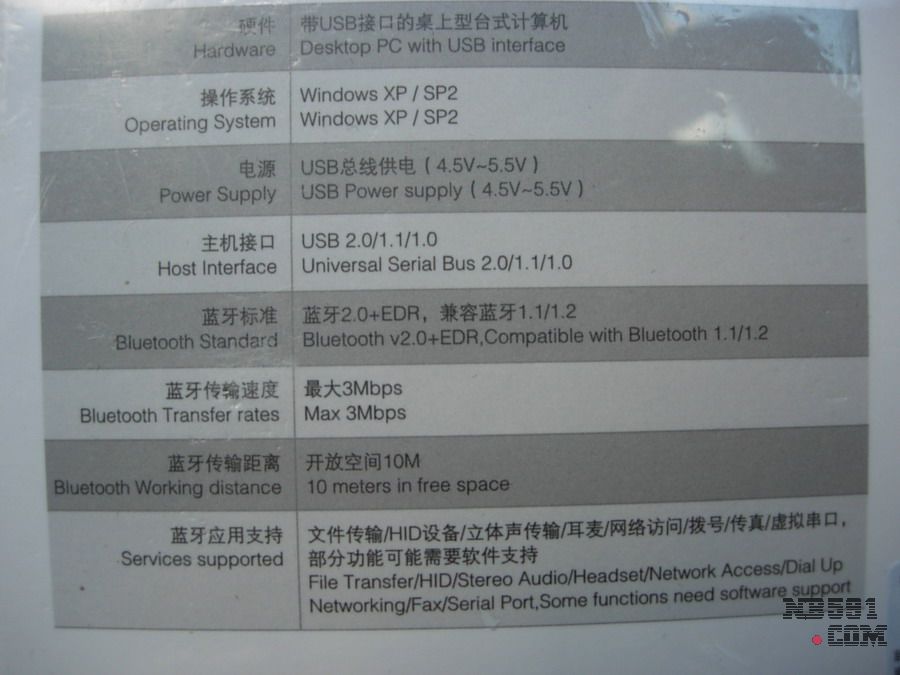 硬件 带USB接口的桌上型台式计算机
Hardware Desktop PC with USB interface
操作系统 Windows XP / SP2
Operating System Windows XP / SP2
电源 USB总线供电（4.5V~5.5V）
Power Supply USB Power supply（4.5V~5.5V）
主机接口 USB 2.0/1.1/1.0
Host Interface Universal Serial Bus 2.0/1.1/1.0
蓝牙标准 蓝牙2.0+EDR，兼容蓝牙1.1/1.2
Bluetooth Standard Bluetooth v2.0+EDR,Compatible with Bluetooth 1.1/1.2
蓝牙传输速度 最大3Mbps
Bluetooth Transfer rates Max 3Mbps
蓝牙传输距离 开放空间10M
Bluetooth Working distance 10 meters in free space
蓝牙应用支持 文件传输/HID设备/立体声传输/耳麦/网络访问/拨号/传真/虚拟串口，
Services supported 部分功能可能需要软件支持
File Transfer/HID/Stereo Audio/Headset/Network Access/Dial Up
Networking/Fax/Serial Port,Some functions need software support
NB591
.COM